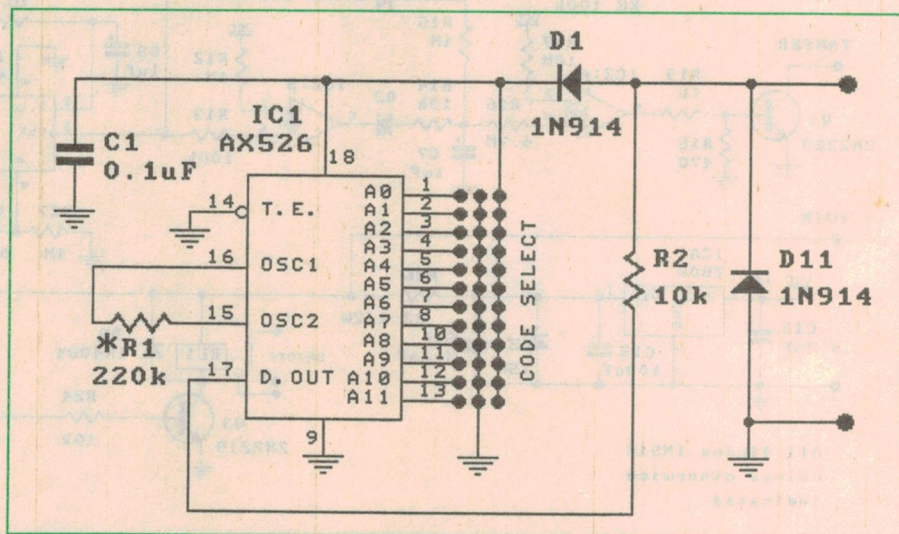 D1
1N914
IC1
AX526
C1
0.1uF
18
14
T.E.
16
OSC1
15
OSC2
*R1
220k
17
D.OUT
9
A0 1
A1 2
A2 3
A3 4
A4 5
A5 6
A6 7
A7 8
A8 10
A9 11
A10 12
A11 13
CODE SELECT
R2
10k
D11
1N914